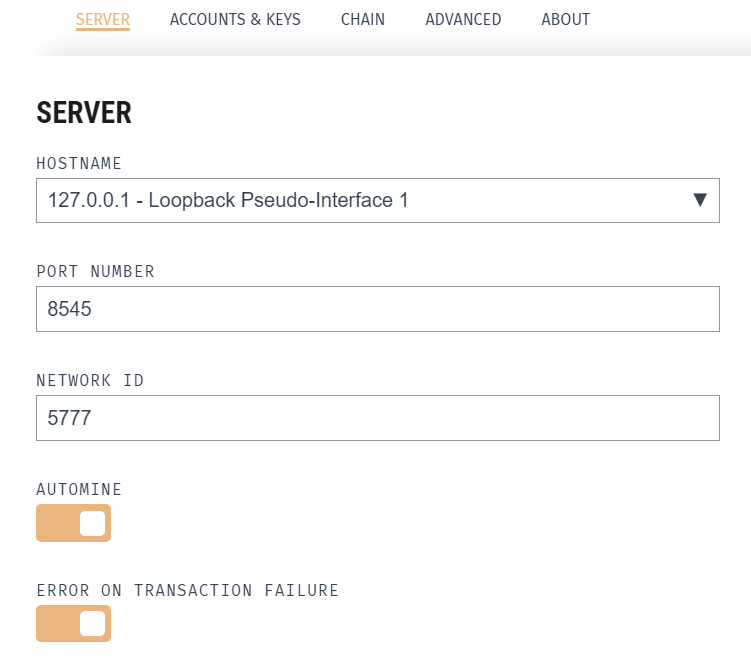 SERVER ACCOUNTS & KEYS CHAIN ADVANCED ABOUT
SERVER
HOSTNAME
127.0.0.1 - Loopback Pseudo-Interface 1
PORT NUMBER
8545
NETWORK ID
5777
AUTOMINE
ERROR ON TRANSACTION FAILURE